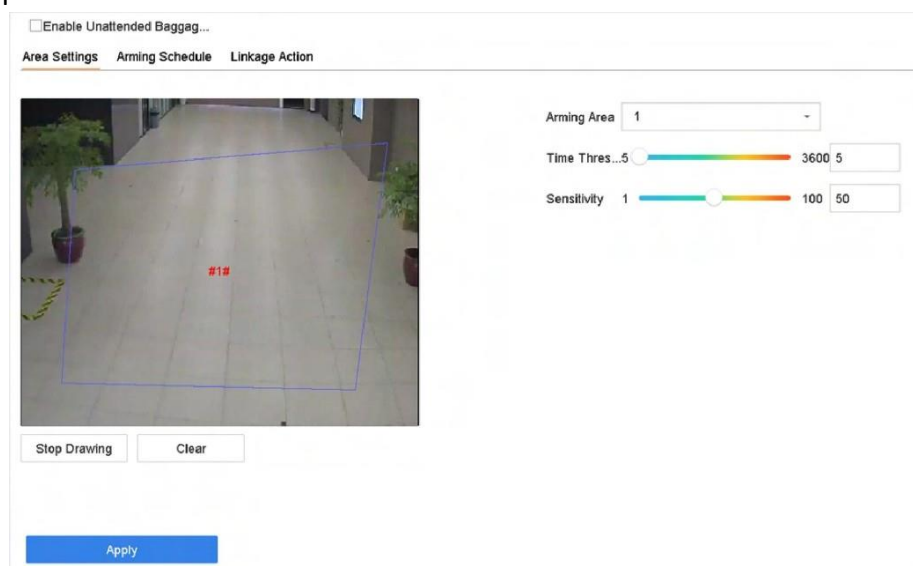 Enable Unattended Baggag...
Area Settings Arming Schedule Linkage Action
Arming Area 1
Time Thres...5 3600 5
Sensitivity 1 100 50
#1#
Stop Drawing Clear
Apply